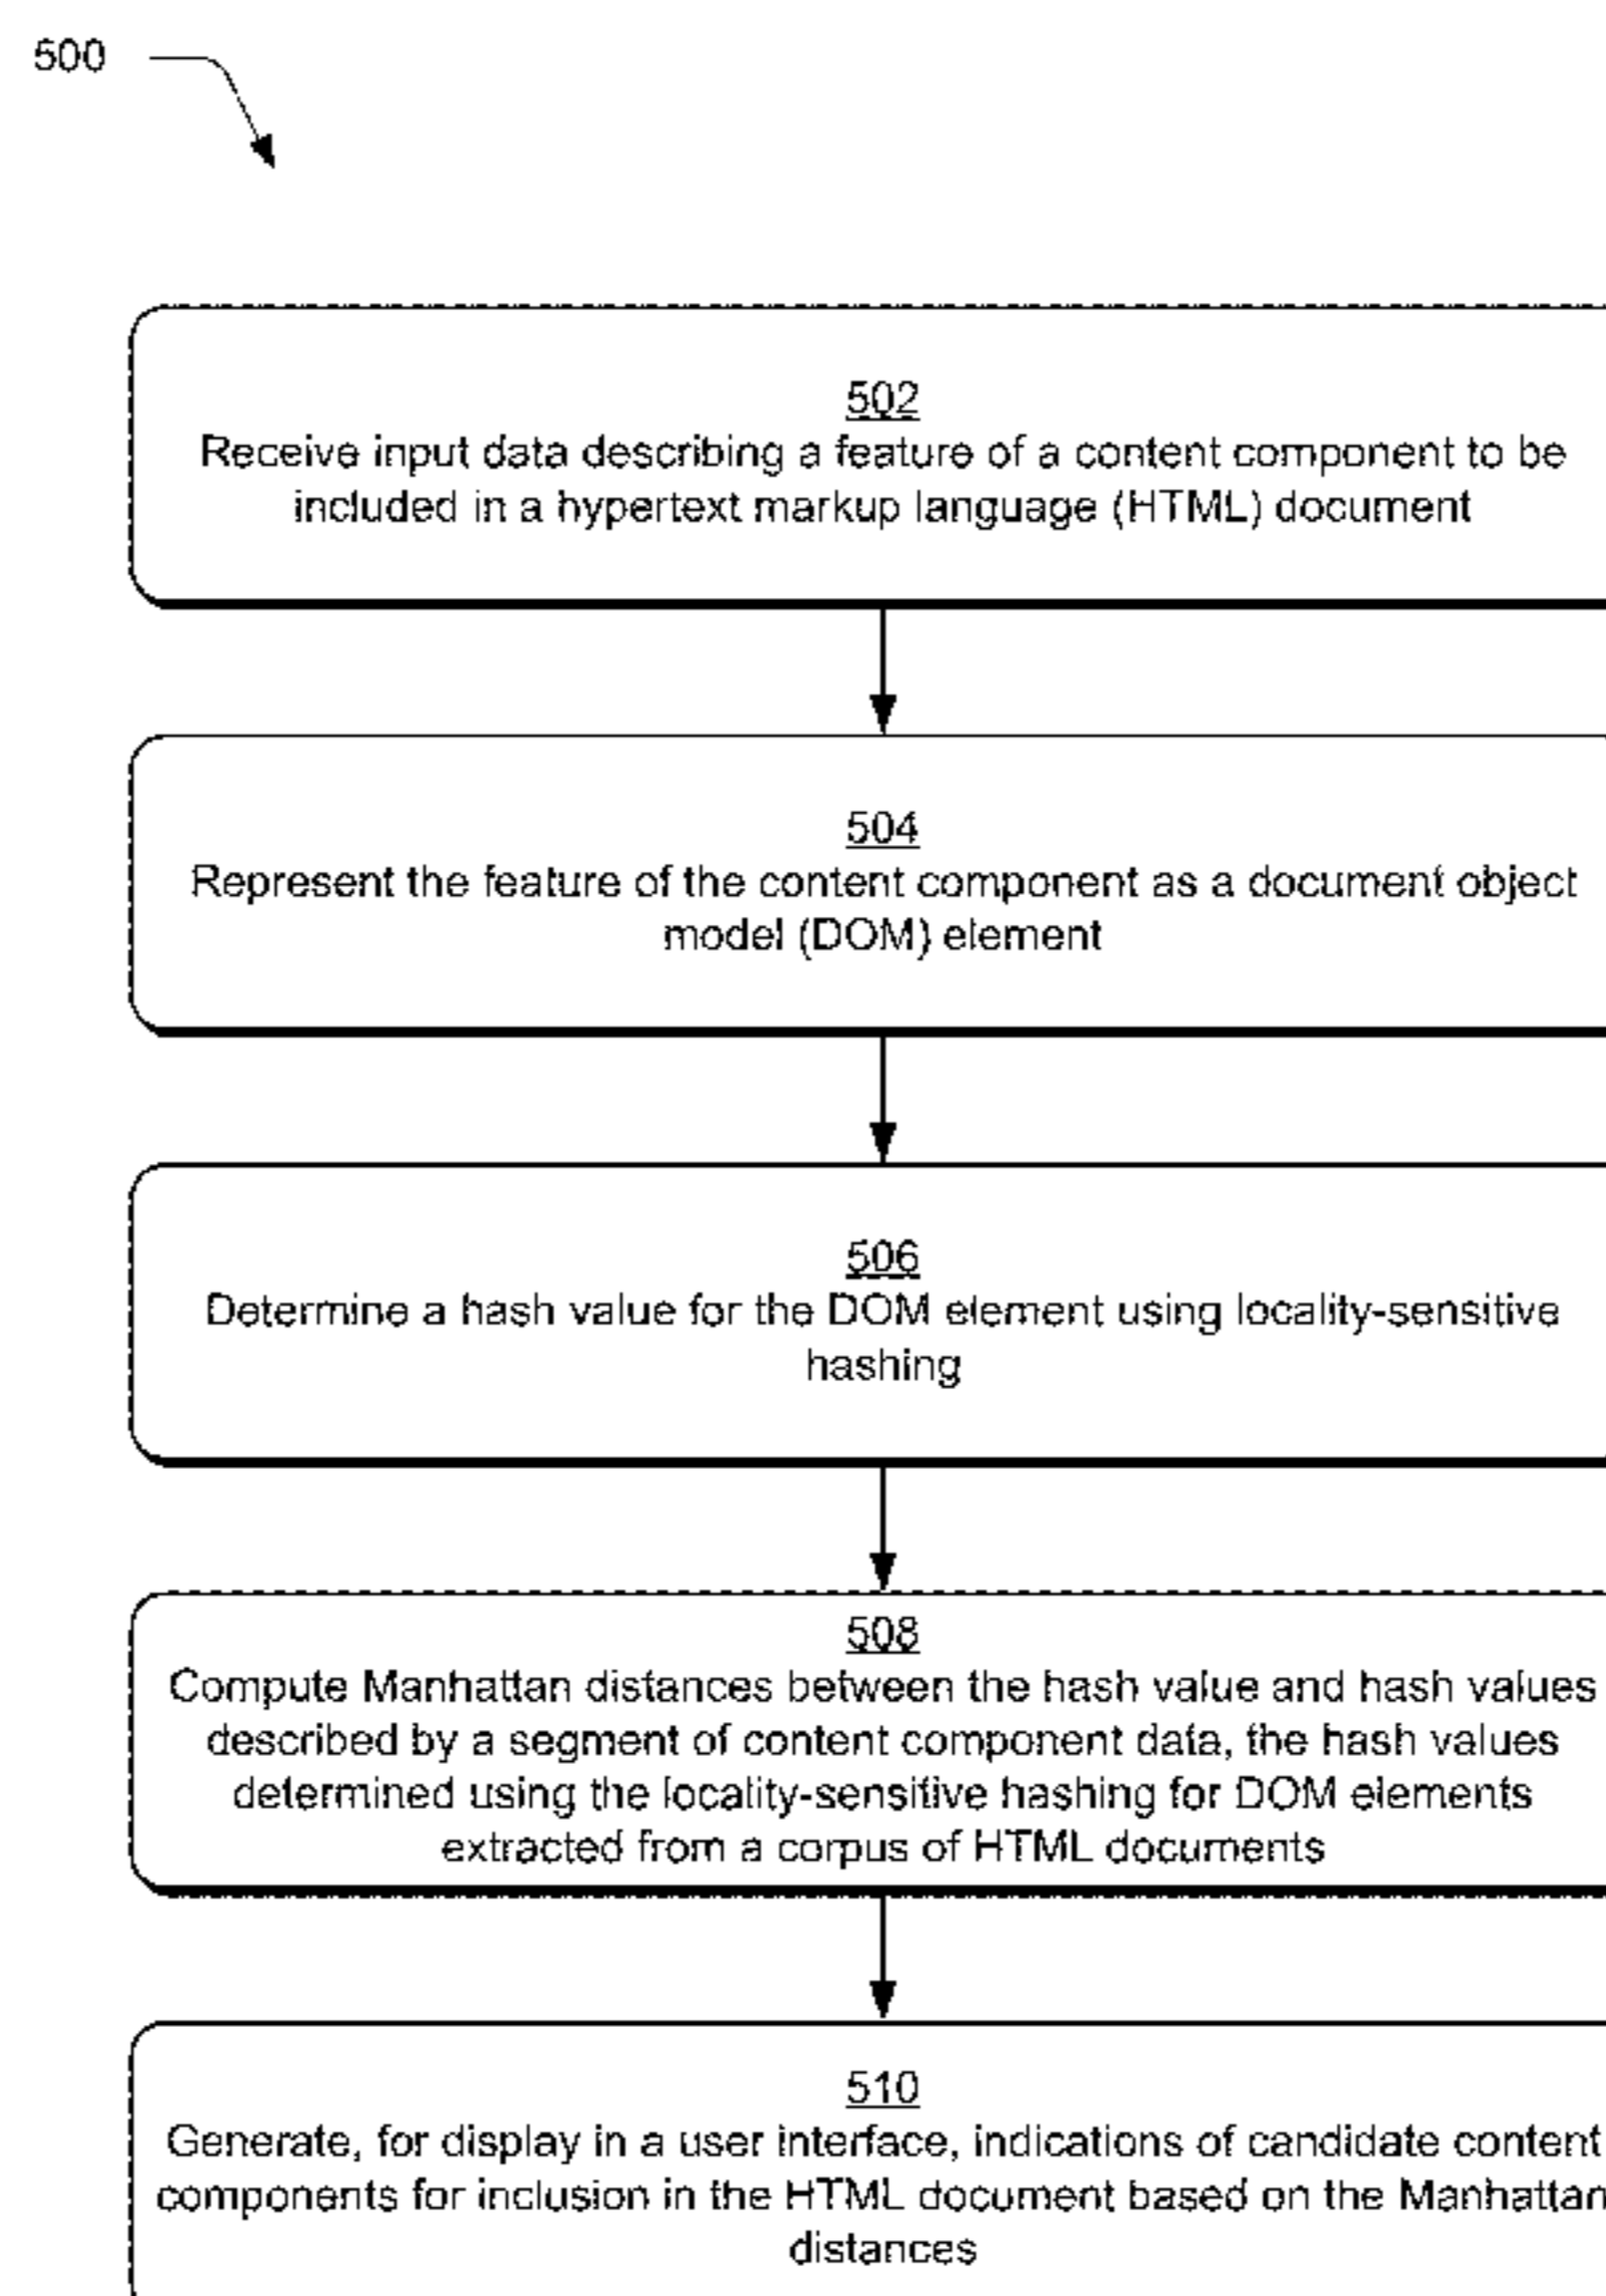 500
502
Receive input data describing a feature of a content component to be
included in a hypertext markup language (HTML) document
504
Represent the feature of the content component as a document object
model (DOM) element
506
Determine a hash value for the DOM element using locality-sensitive
hashing
508
Compute Manhattan distances between the hash value and hash values
described by a segment of content component data, the hash values
determined using the locality-sensitive hashing for DOM elements
extracted from a corpus of HTML documents
510
Generate, for display in a user interface, indications of candidate content
components for inclusion in the HTML document based on the Manhattan
distances